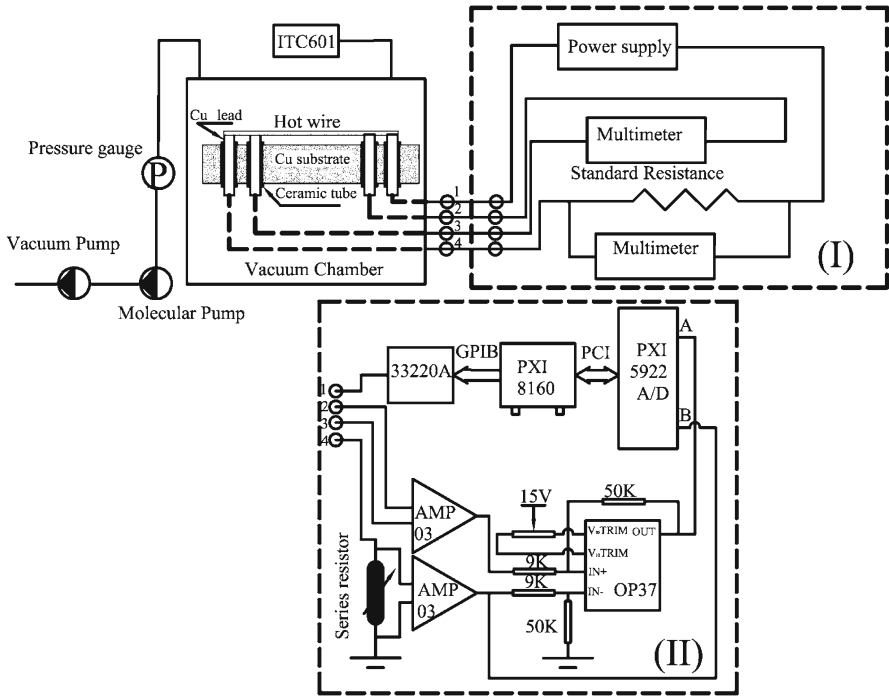 ITC601
Power supply
Cu lead
Hot wire
Multimeter
Pressure gauge
P
Cu substrate
Standard Resistance
Ceramic tube
1
2
3
4
Vacuum Pump
Multimeter
(I)
Vacuum Chamber
Molecular Pump
A
GPIB
PCI
PXI
5922
A/D
33220A
PXI
8160
1
2
3
4
B
50K
15V
AMP
03
VₒTRIM OUT
VₒTRIM
9K
IN+
9K
IN-
OP37
AMP
03
Series resistor
50K
(II)